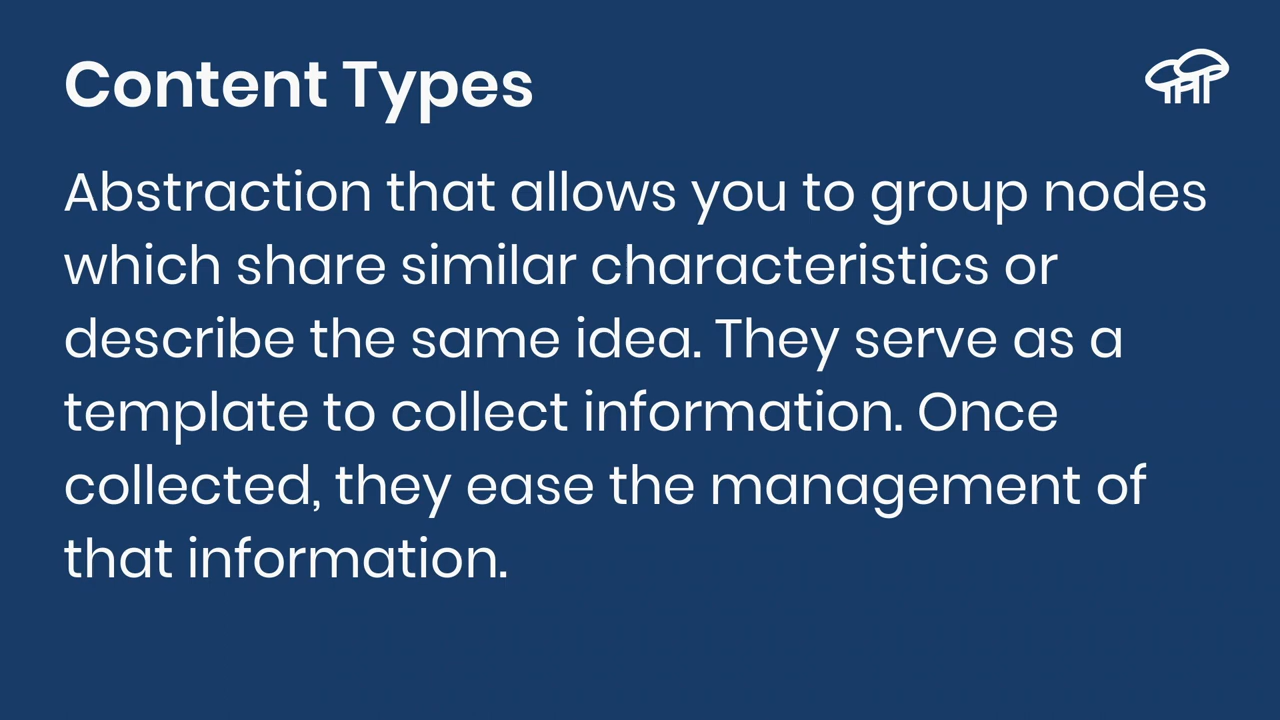 Content Types
Abstraction that allows you to group nodes
which share similar characteristics or
describe the same idea. They serve as a
template to collect information. Once
collected, they ease the management of
that information.